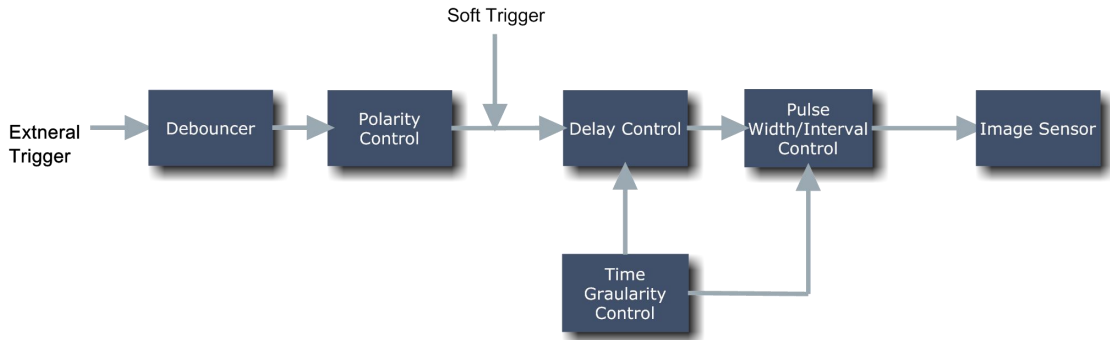 Soft Trigger
Extneral
Trigger
Debouncer
Polarity
Control
Delay Control
Pulse
Width/Interval
Control
Image Sensor
Time
Graularity
Control